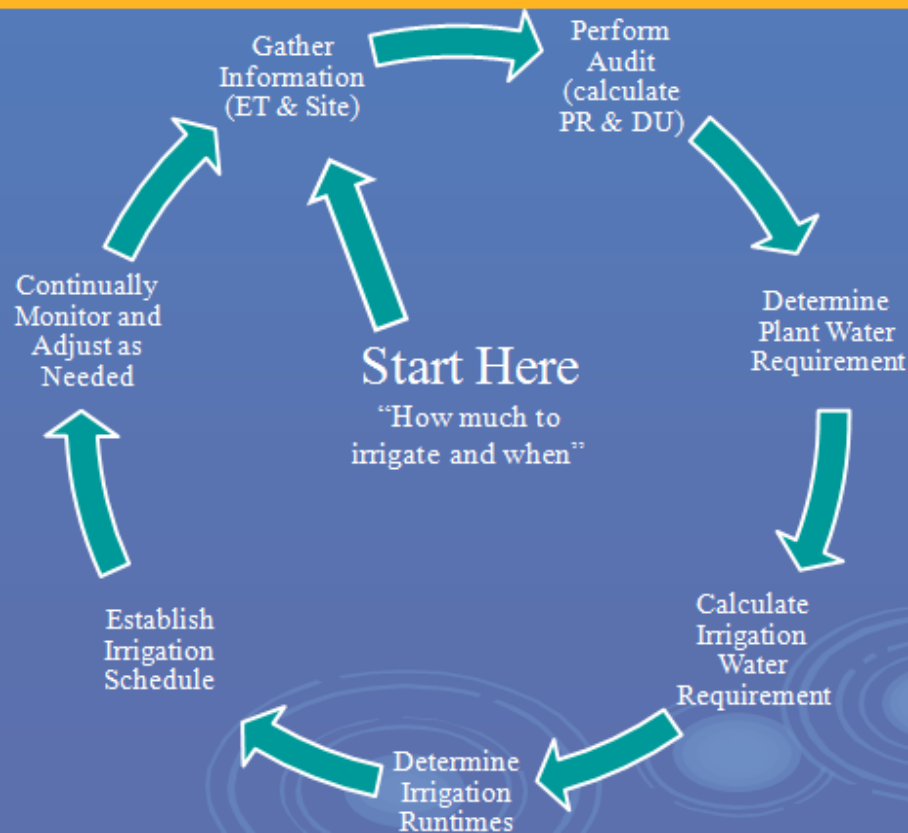 Gather
Information
(ET & Site)
Perform
Audit
(calculate
PR & DU)
Determine
Plant Water
Requirement
Calculate
Irrigation
Water
Requirement
Determine
Irrigation
Runtimes
Establish
Irrigation
Schedule
Continually
Monitor and
Adjust as
Needed
Start Here
“How much to
irrigate and when”